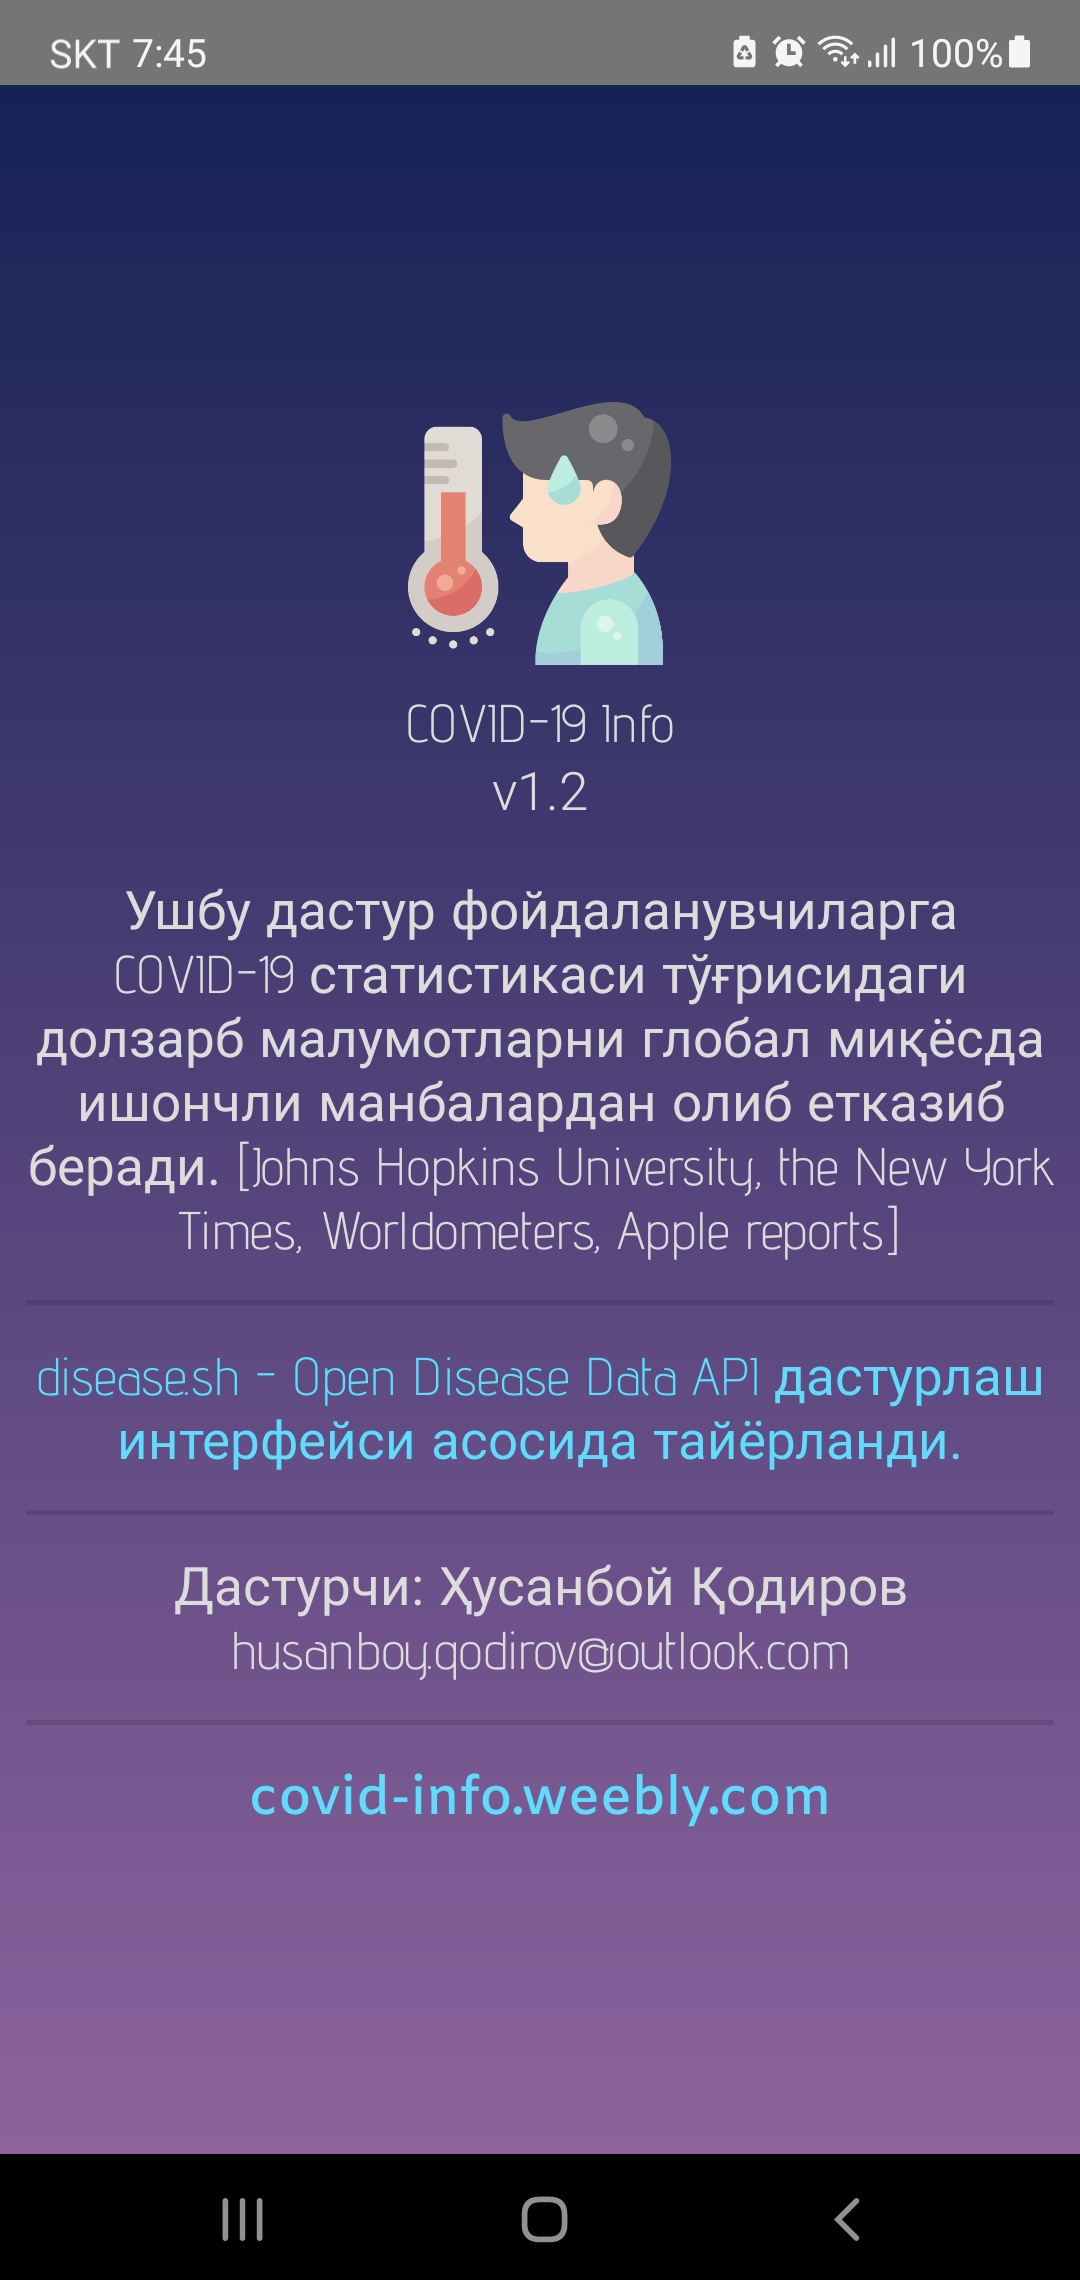 SKT 7:45 100%
COVID-19 Info
v1.2
Ушбу дастур фойдаланувчиларга
COVID-19 статистикаси тўғрисидаги
долзарб малумотларни глобал миқёсда
ишончли манбалардан олиб етказиб
беради. [Johns Hopkins University, the New York
Times, Worldometers, Apple reports]
disease.sh - Open Disease Data API дастурлаш
интерфейси асосида тайёрланди.
Дастурчи: Ҳусанбой Қодиров
husanboy.qodirov@outlook.com
covid-info.weebly.com